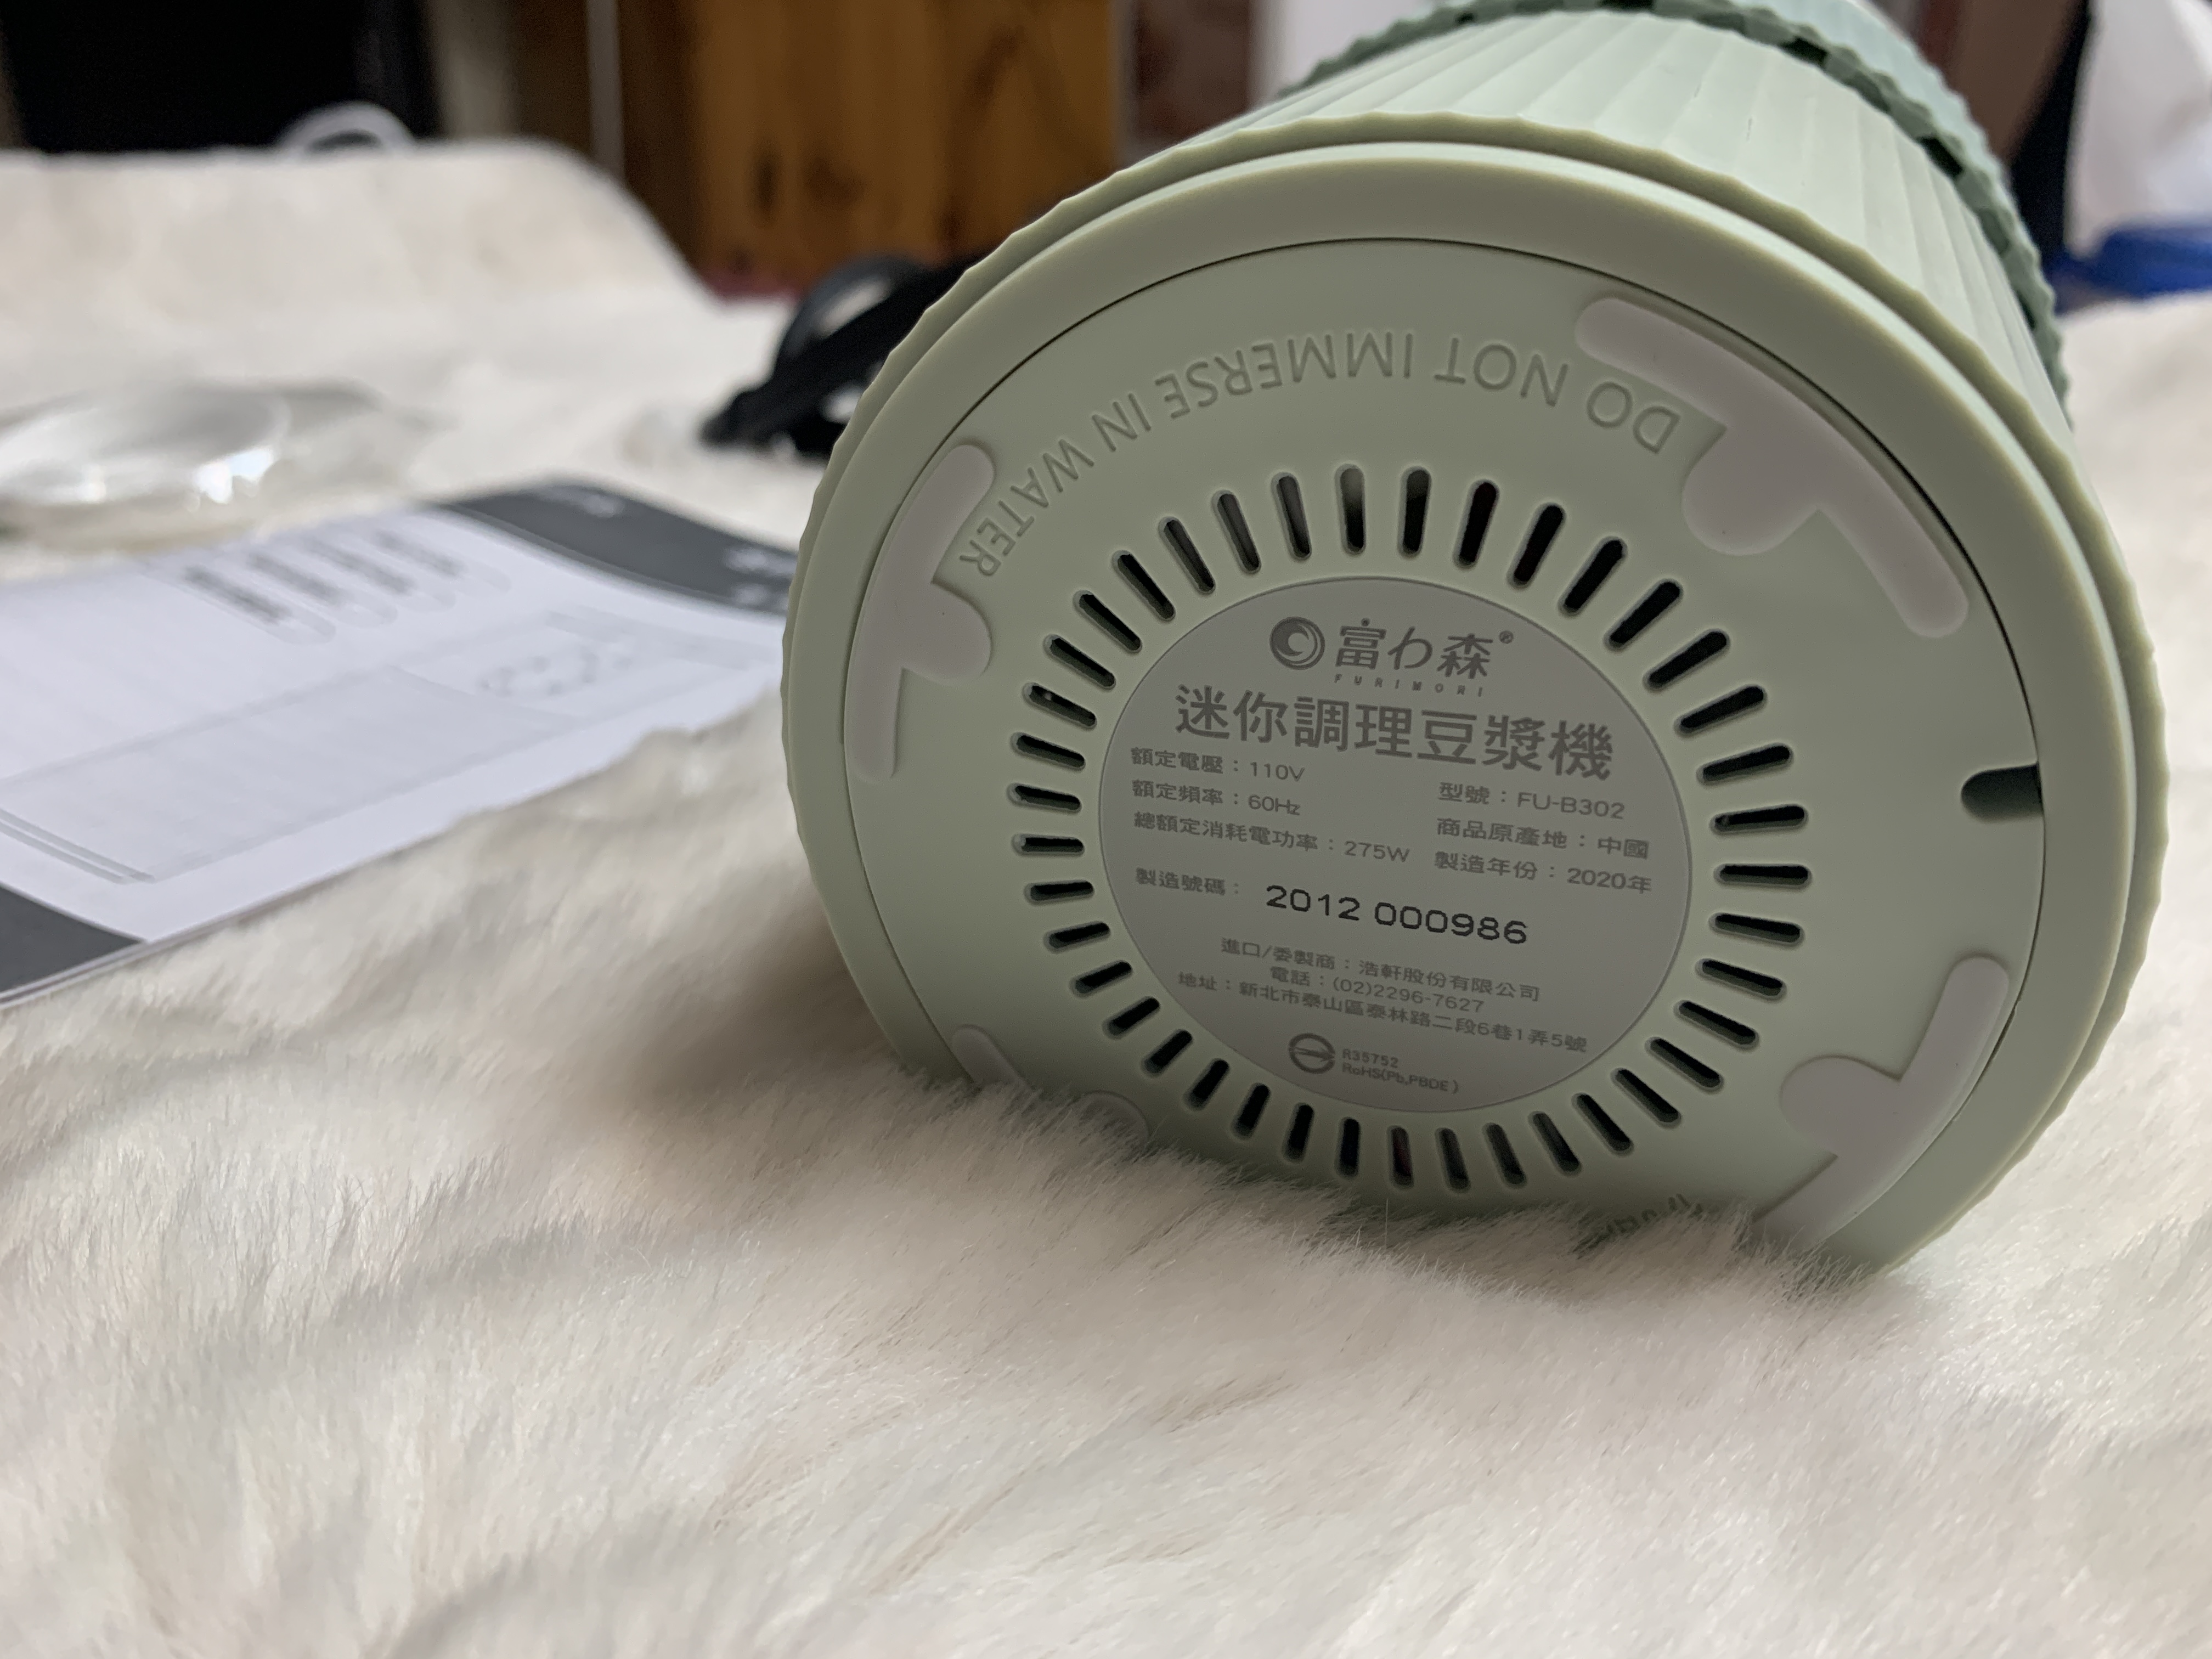 DO NOT IMMERSE IN WATER
富わ森®
FURIMORI
迷你調理豆漿機
額定電壓：110V
額定頻率：60Hz
總額定消耗電功率：275W
型號：FU-B302
商品原產地：中國
製造年份：2020年
製造號碼：2012 000986
進口/委製商：浩軒股份有限公司
電話：(02)2296-7627
地址：新北市泰山區泰林路二段6巷1弄5號
R35752
RoHS(Pb,PBDE)